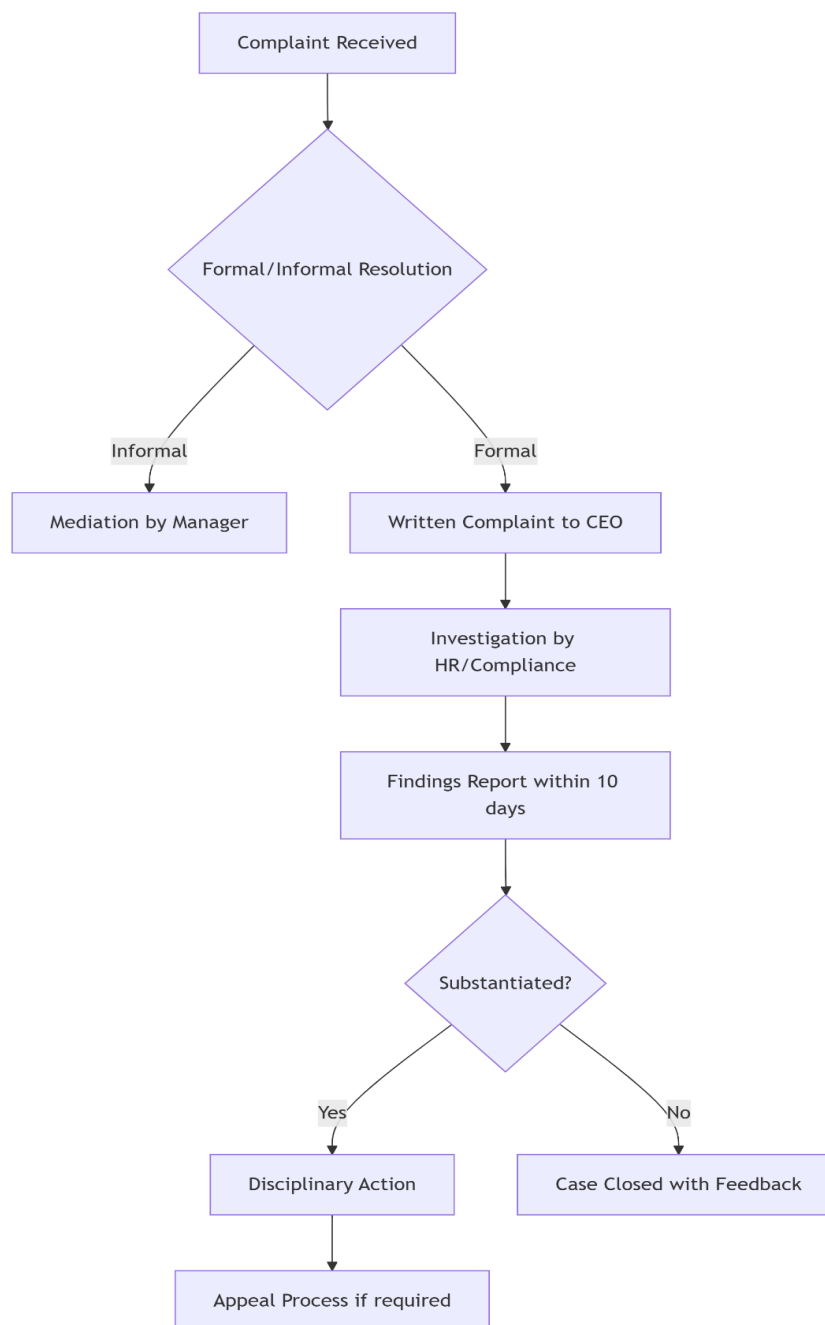 Complaint Received
Formal/Informal Resolution
Informal
Formal
Mediation by Manager
Written Complaint to CEO
Investigation by
HR/Compliance
Findings Report within 10
days
Substantiated?
Yes
No
Disciplinary Action
Case Closed with Feedback
Appeal Process if required